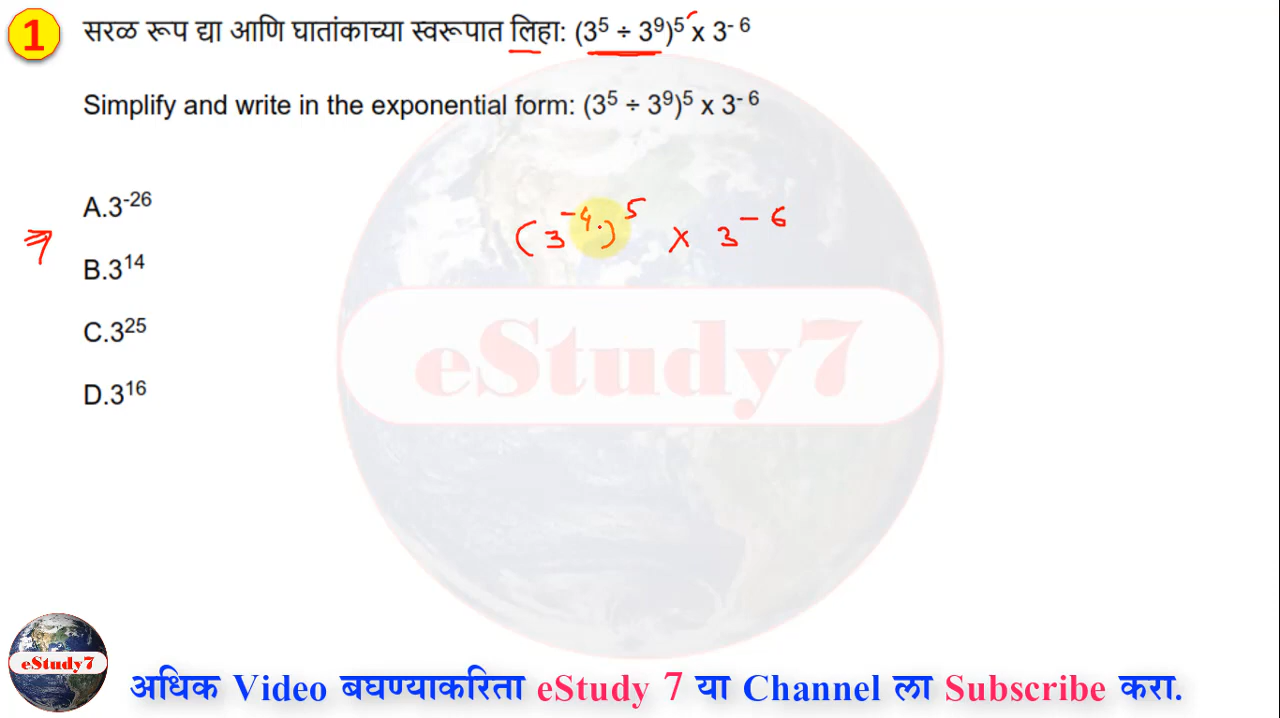 1 सरळ रूप द्या आणि घातांकाच्या स्वरूपात लिहा: (3⁵ ÷ 3⁹)⁵ x 3⁻⁶
Simplify and write in the exponential form: (3⁵ ÷ 3⁹)⁵ x 3⁻⁶
A.3⁻²⁶
B.3¹⁴
C.3²⁵
D.3¹⁶
(3⁻⁴·)⁵ × 3⁻⁶
eStudy7
eStudy7
अधिक Video बघण्याकरिता eStudy 7 या Channel ला Subscribe करा.